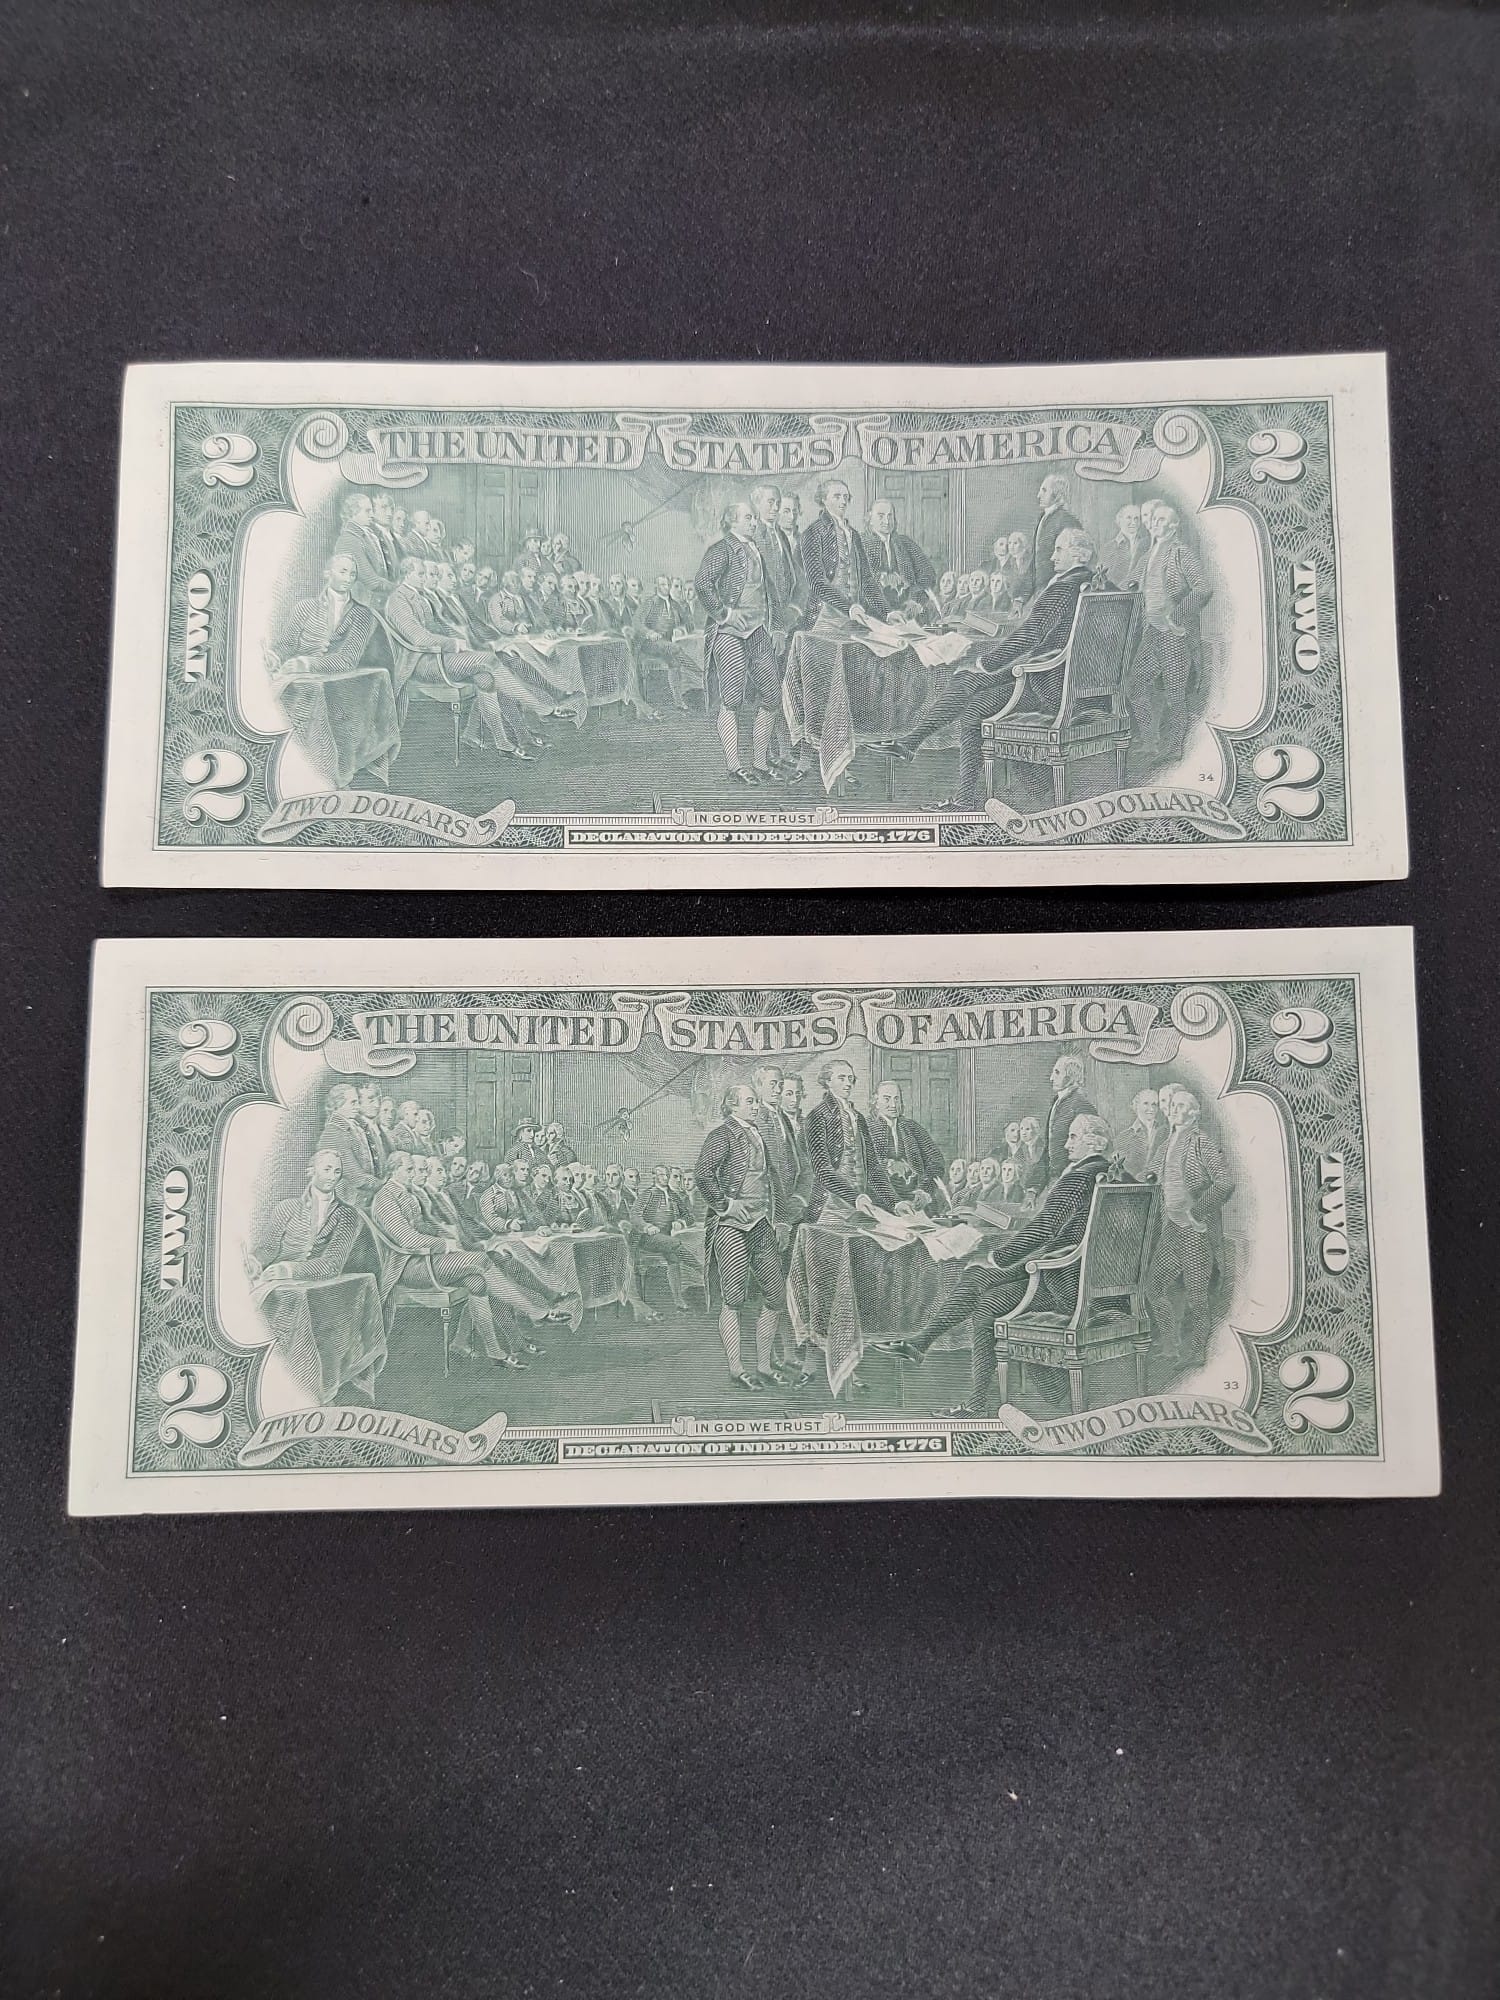 2 THE UNITED STATES OF AMERICA 2
TWO TWO
34
2 TWO DOLLARS IN GOD WE TRUST TWO DOLLARS 2
DECLARATION OF INDEPENDENCE, 1776
2 THE UNITED STATES OF AMERICA 2
TWO TWO
33
2 TWO DOLLARS IN GOD WE TRUST TWO DOLLARS 2
DECLARATION OF INDEPENDENCE, 1776